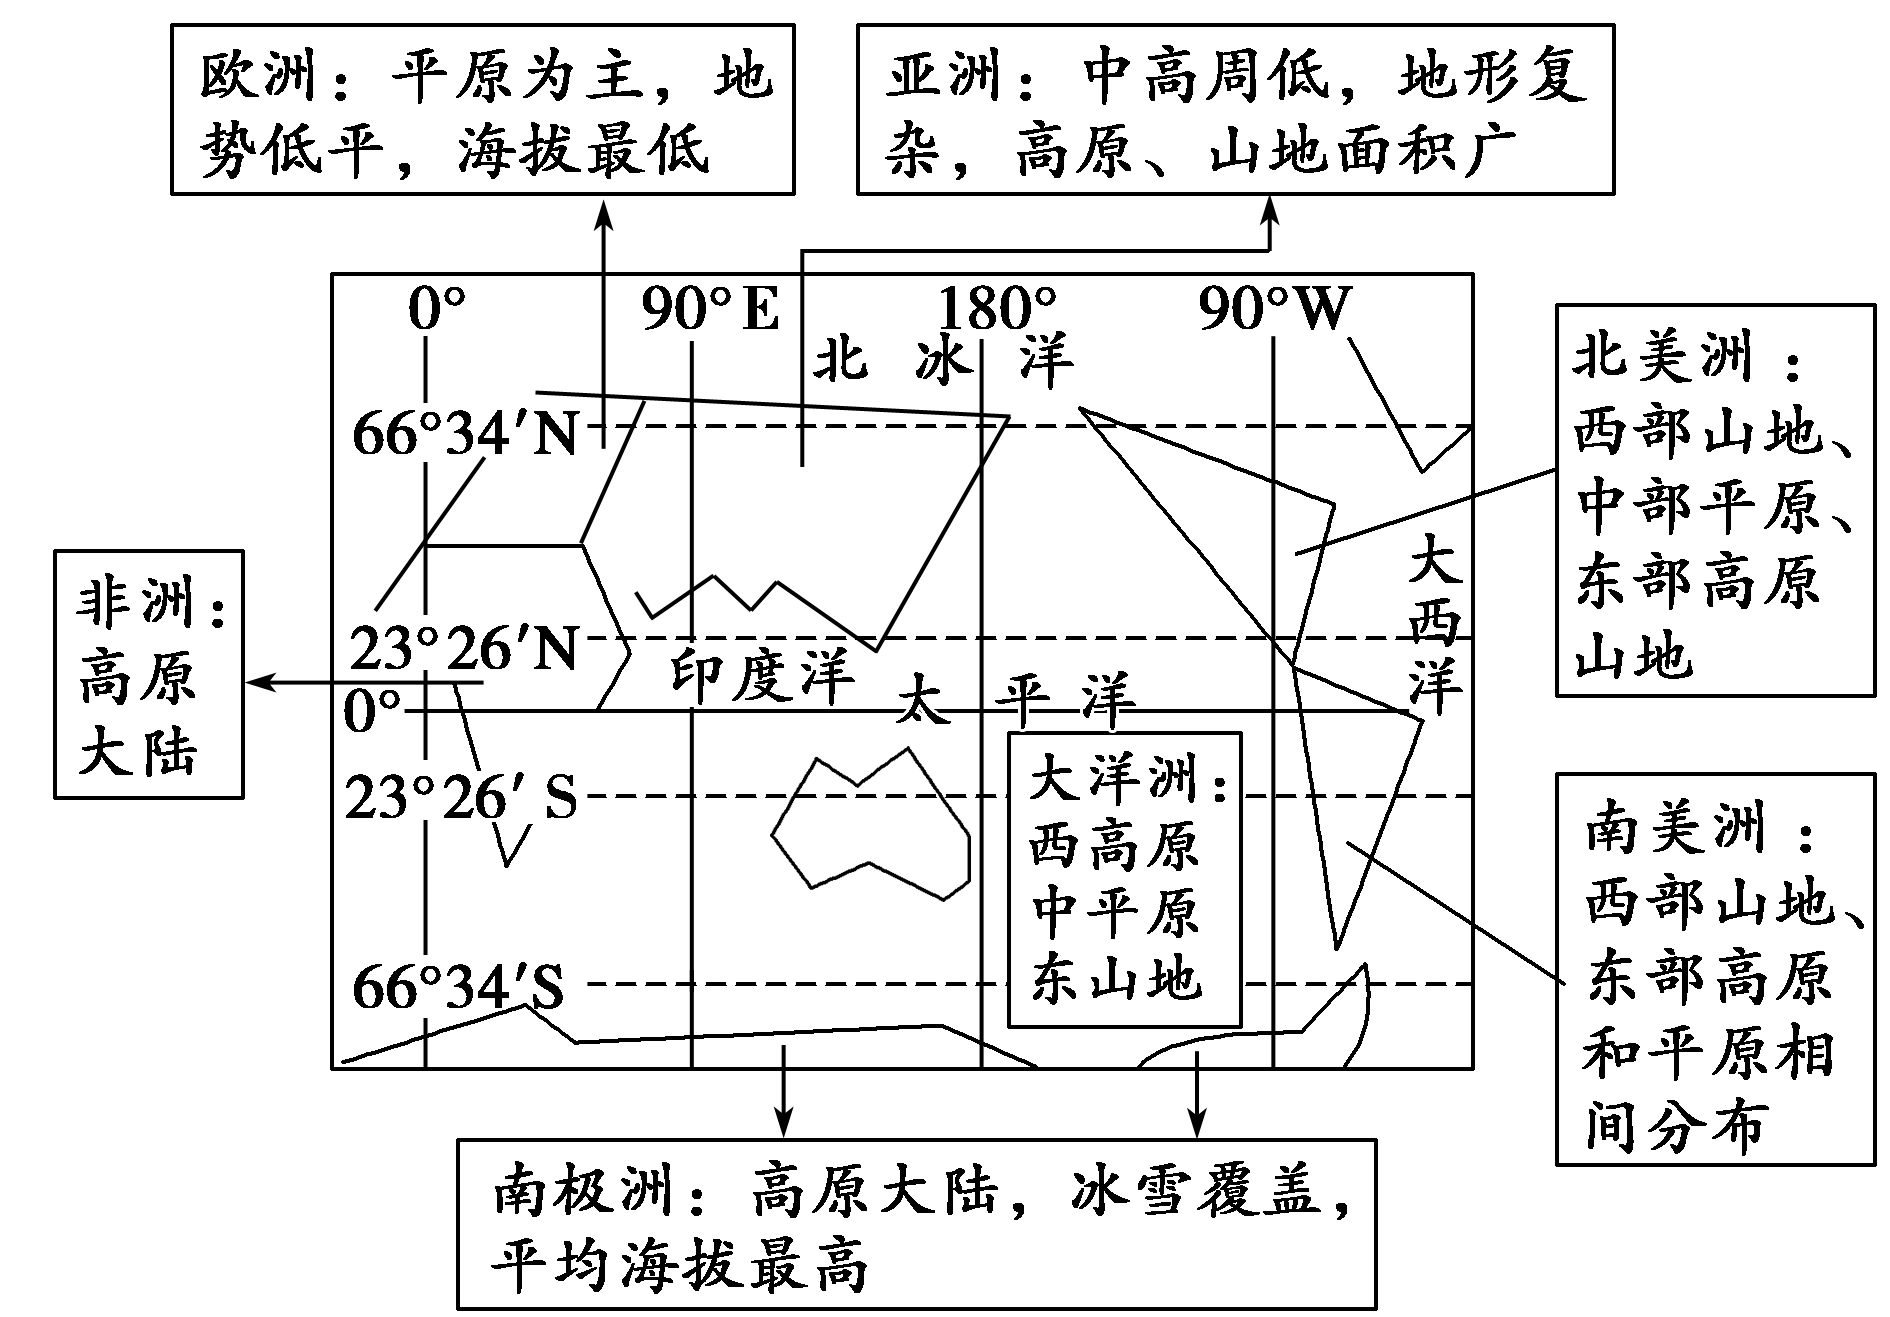 欧洲：平原为主，地
势低平，海拔最低
亚洲：中高周低，地形复
杂，高原、山地面积广
0°
90°E
180°
90°W
北冰洋
66°34′N
北美洲：
西部山地、
中部平原、
东部高原
山地
大西洋
非洲：
高原
大陆
23°26′N
印度洋
太平洋
0°
23°26′S
大洋洲：
西高原
中平原
东山地
南美洲：
西部山地、
东部高原
和平原相
间分布
66°34′S
南极洲：高原大陆，冰雪覆盖，
平均海拔最高